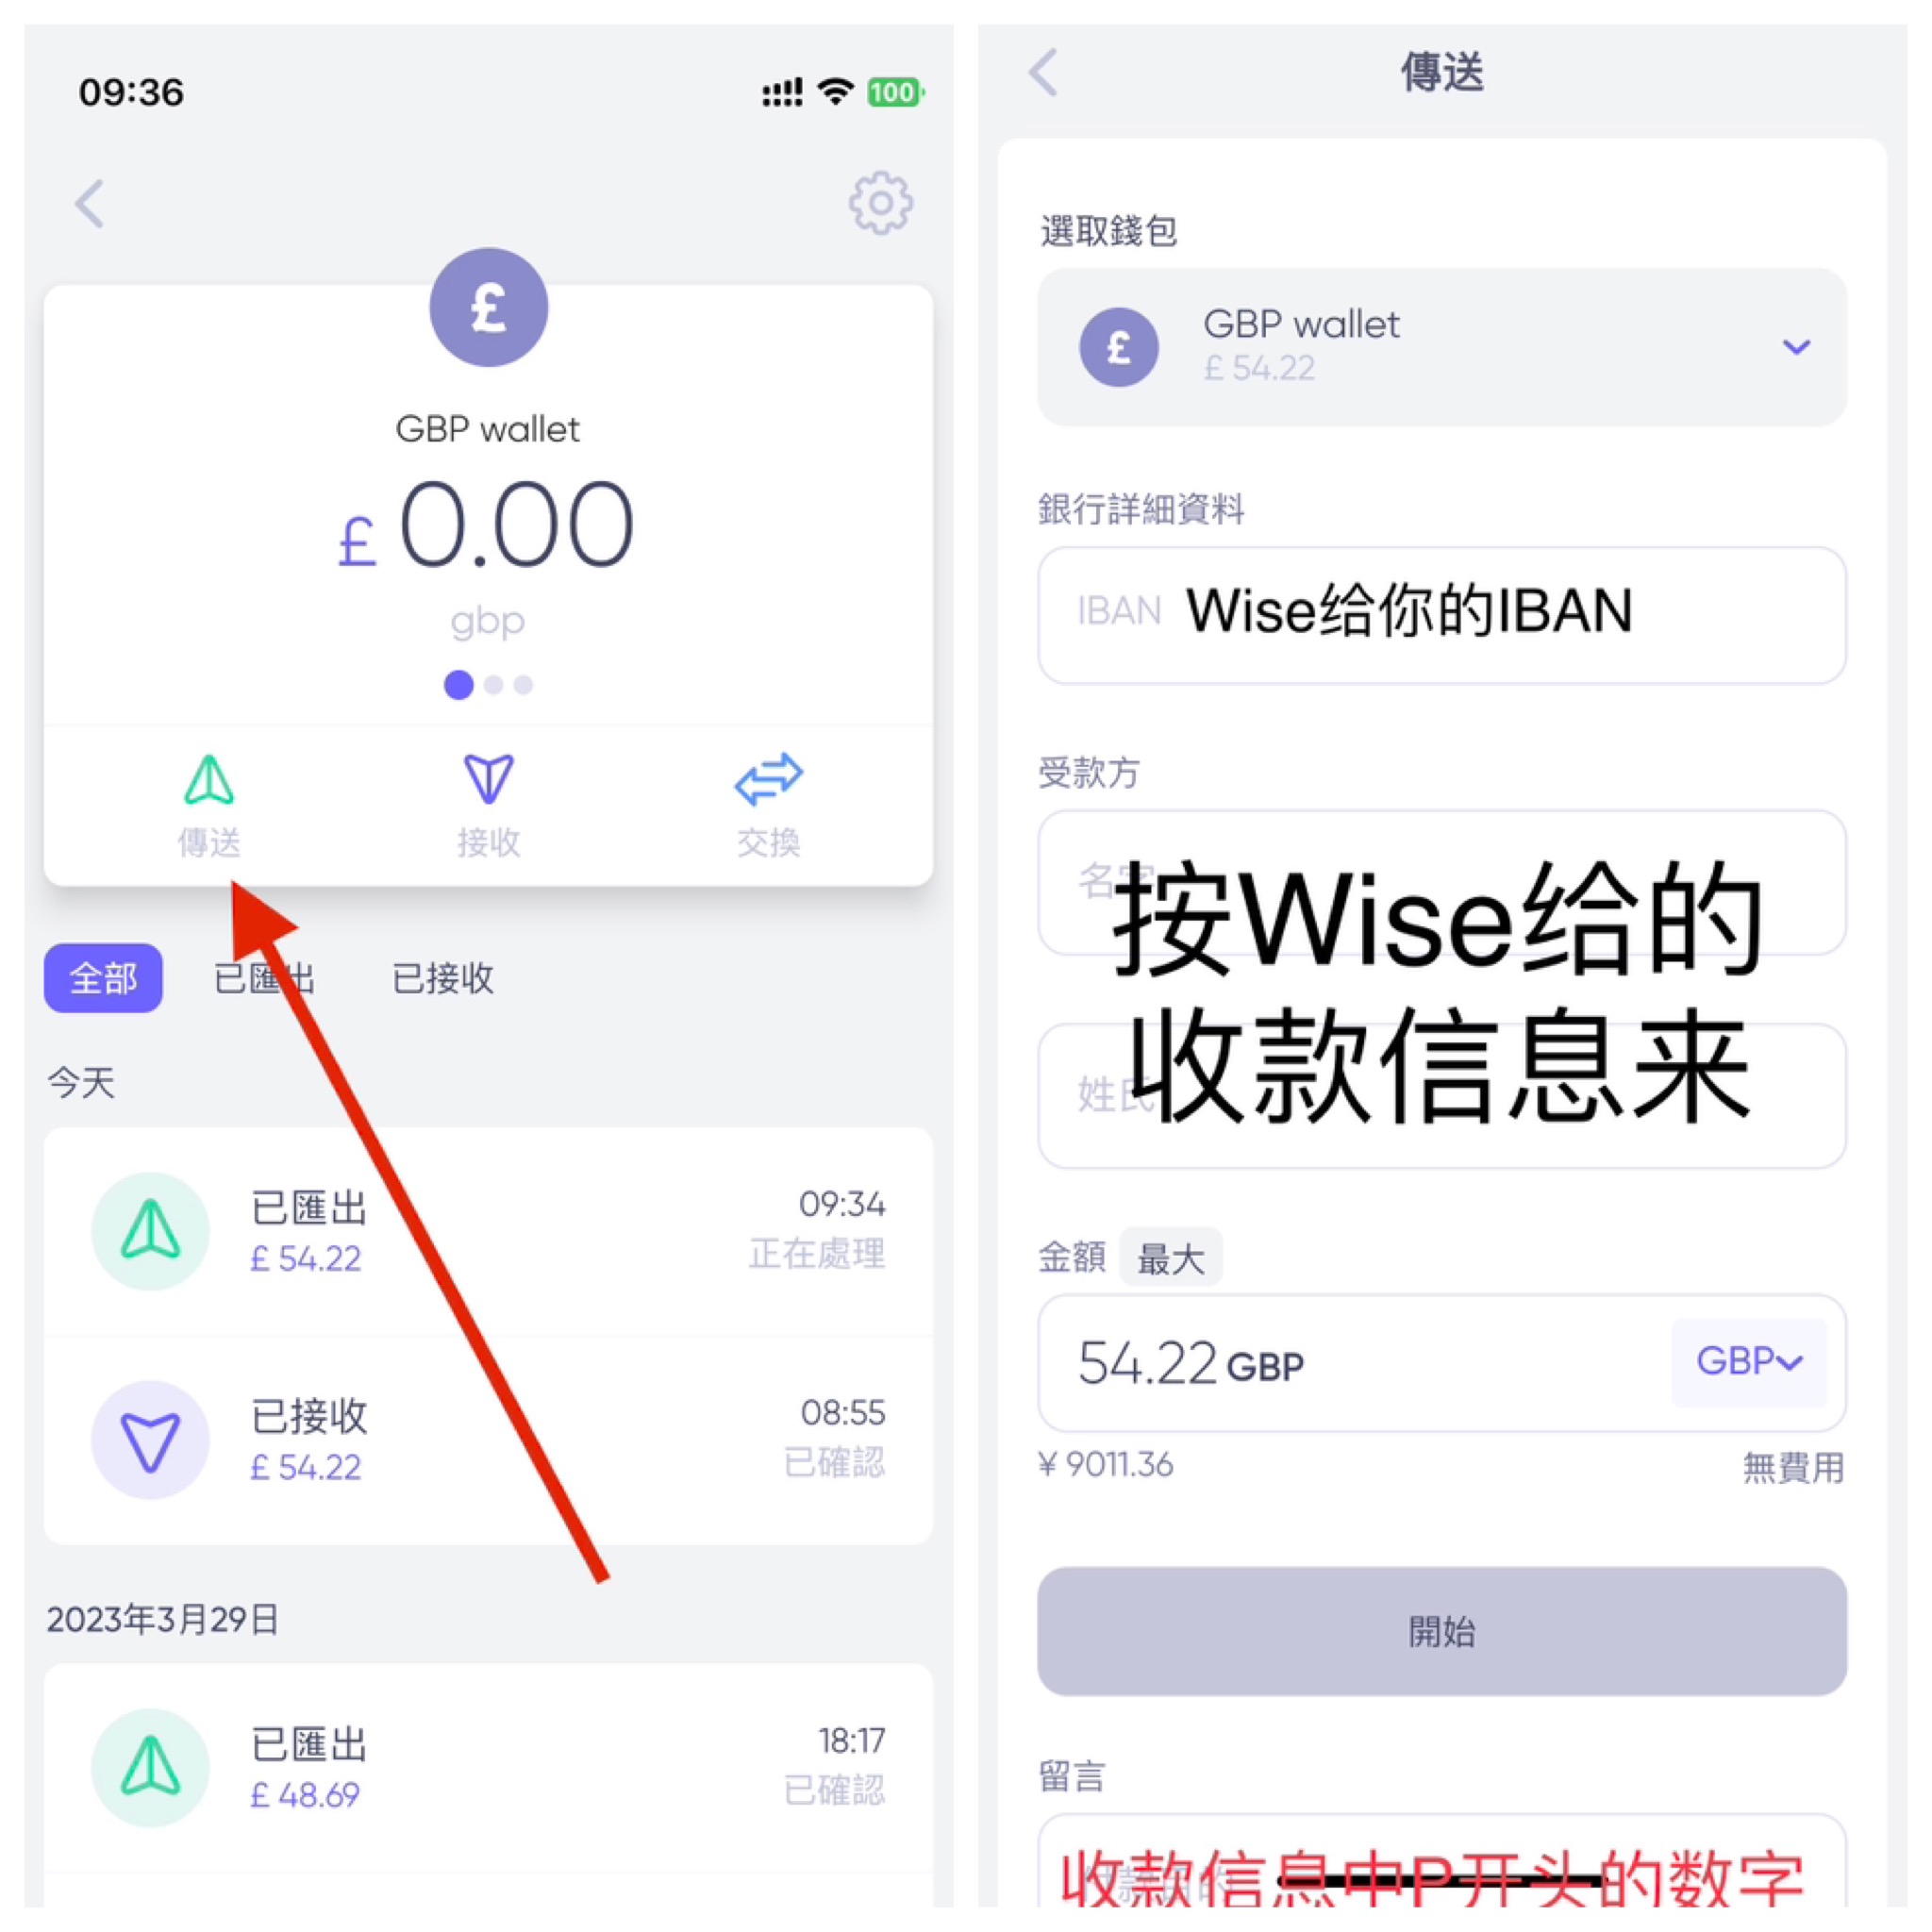 09:36
100
£
GBP wallet
£ 0.00
gbp
傳送
接收
交換
全部
已匯出
已接收
今天
已匯出
09:34
£ 54.22
正在處理
已接收
08:55
£ 54.22
已確認
2023年3月29日
已匯出
18:17
£ 48.69
已確認
傳送
選取錢包
£
GBP wallet
£ 54.22
銀行詳細資料
IBAN Wise给你的IBAN
受款方
名字
按Wise给的
收款信息来
姓氏
金額 最大
54.22 GBP
GBP
¥ 9011.36
無費用
開始
留言
收款信息中P开头的数字